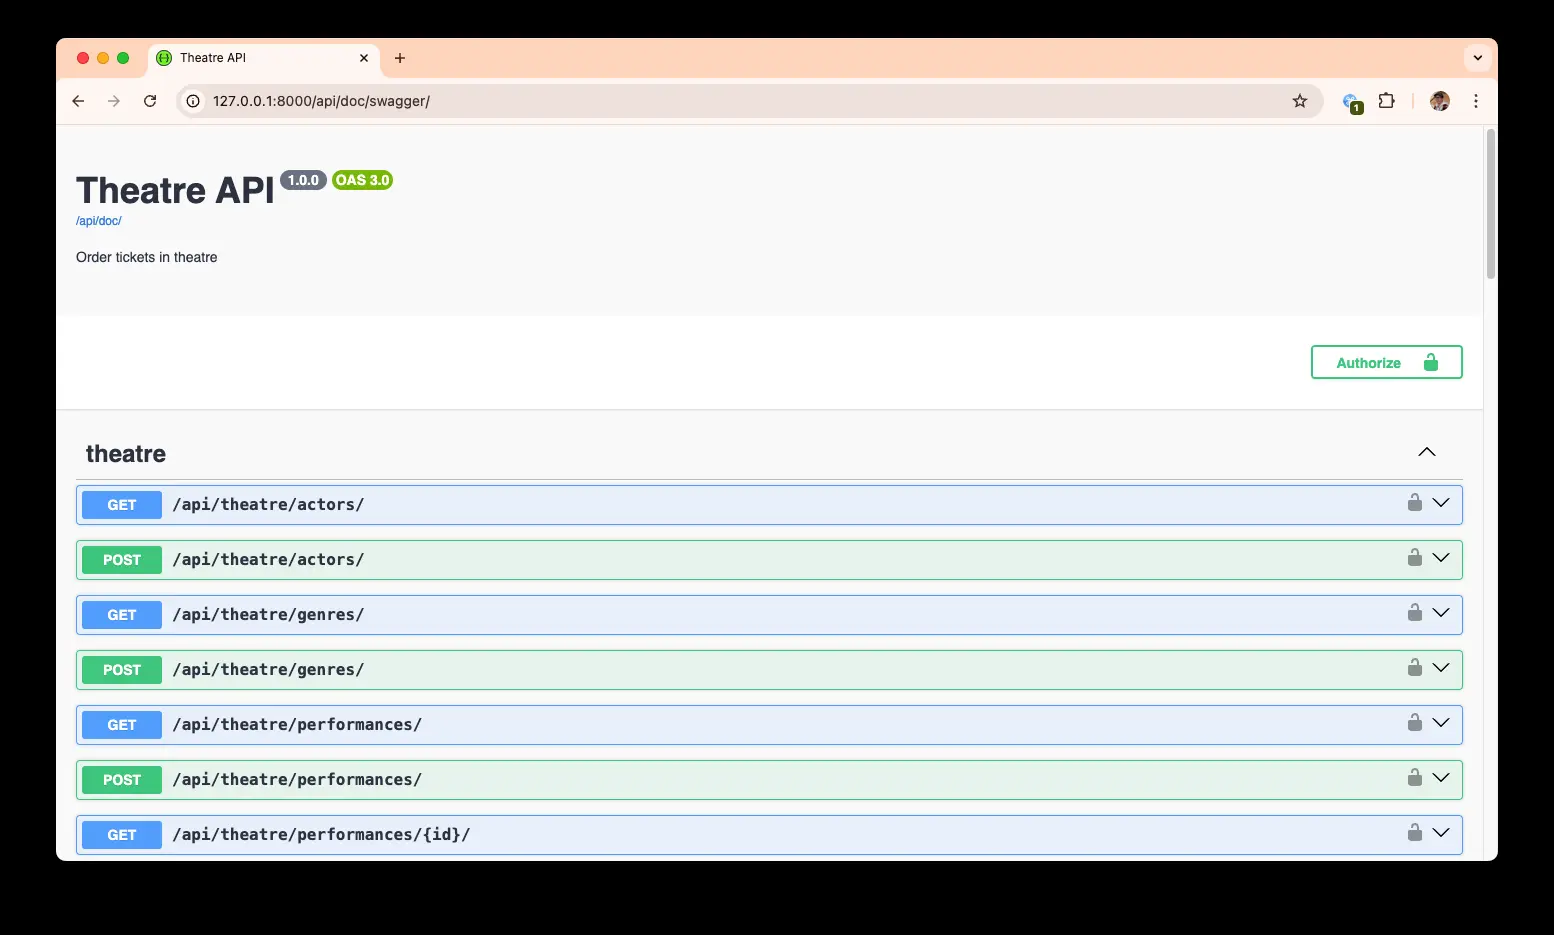 Theatre API
127.0.0.1:8000/api/doc/swagger/
1
Theatre API 1.0.0 OAS 3.0
/api/doc/
Order tickets in theatre
Authorize
theatre
GET /api/theatre/actors/
POST /api/theatre/actors/
GET /api/theatre/genres/
POST /api/theatre/genres/
GET /api/theatre/performances/
POST /api/theatre/performances/
GET /api/theatre/performances/{id}/